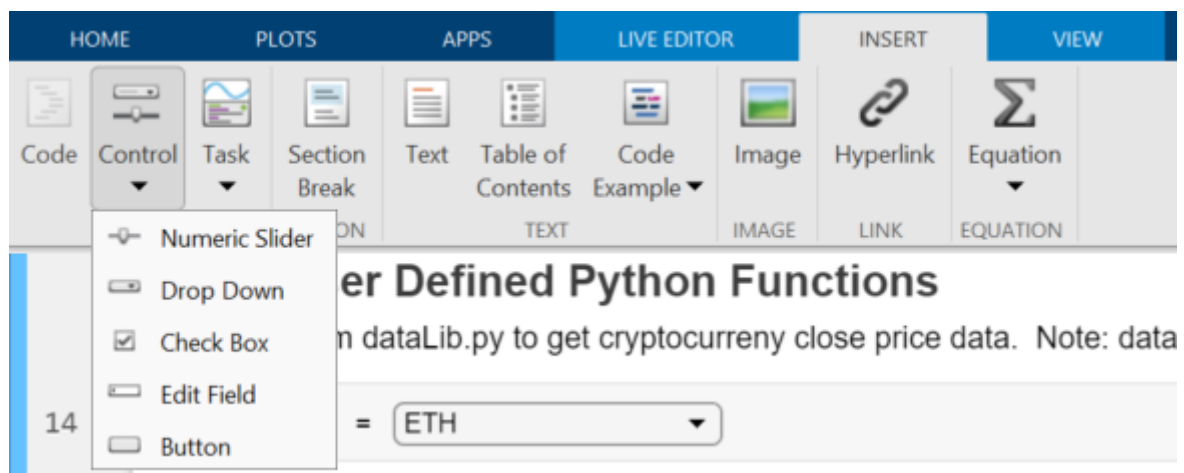 HOME PLOTS APPS LIVE EDITOR INSERT VIEW
Code Control Task Section Break Text Table of Contents Code Example Image Hyperlink Equation
ON TEXT IMAGE LINK EQUATION
Numeric Slider
Drop Down
Check Box
Edit Field
Button
er Defined Python Functions
m dataLib.py to get cryptocurreny close price data. Note: data
14 = ETH